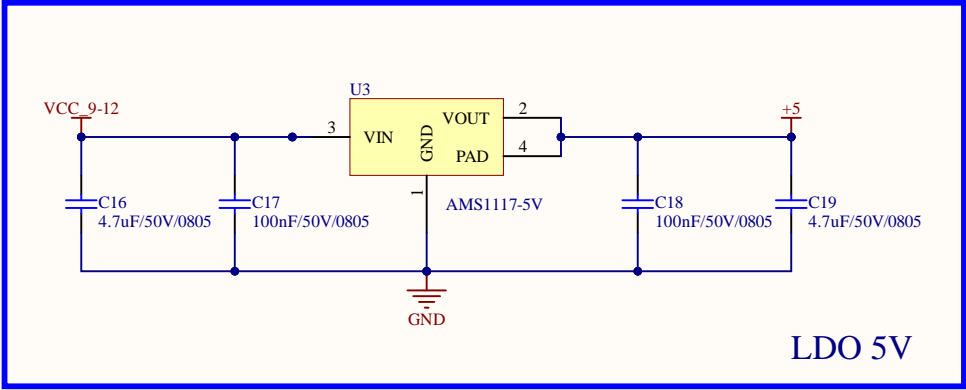 U3
VCC_9-12
+5
3
VIN
GND
VOUT
PAD
2
4
1
AMS1117-5V
C16
4.7uF/50V/0805
C17
100nF/50V/0805
C18
100nF/50V/0805
C19
4.7uF/50V/0805
GND
LDO 5V